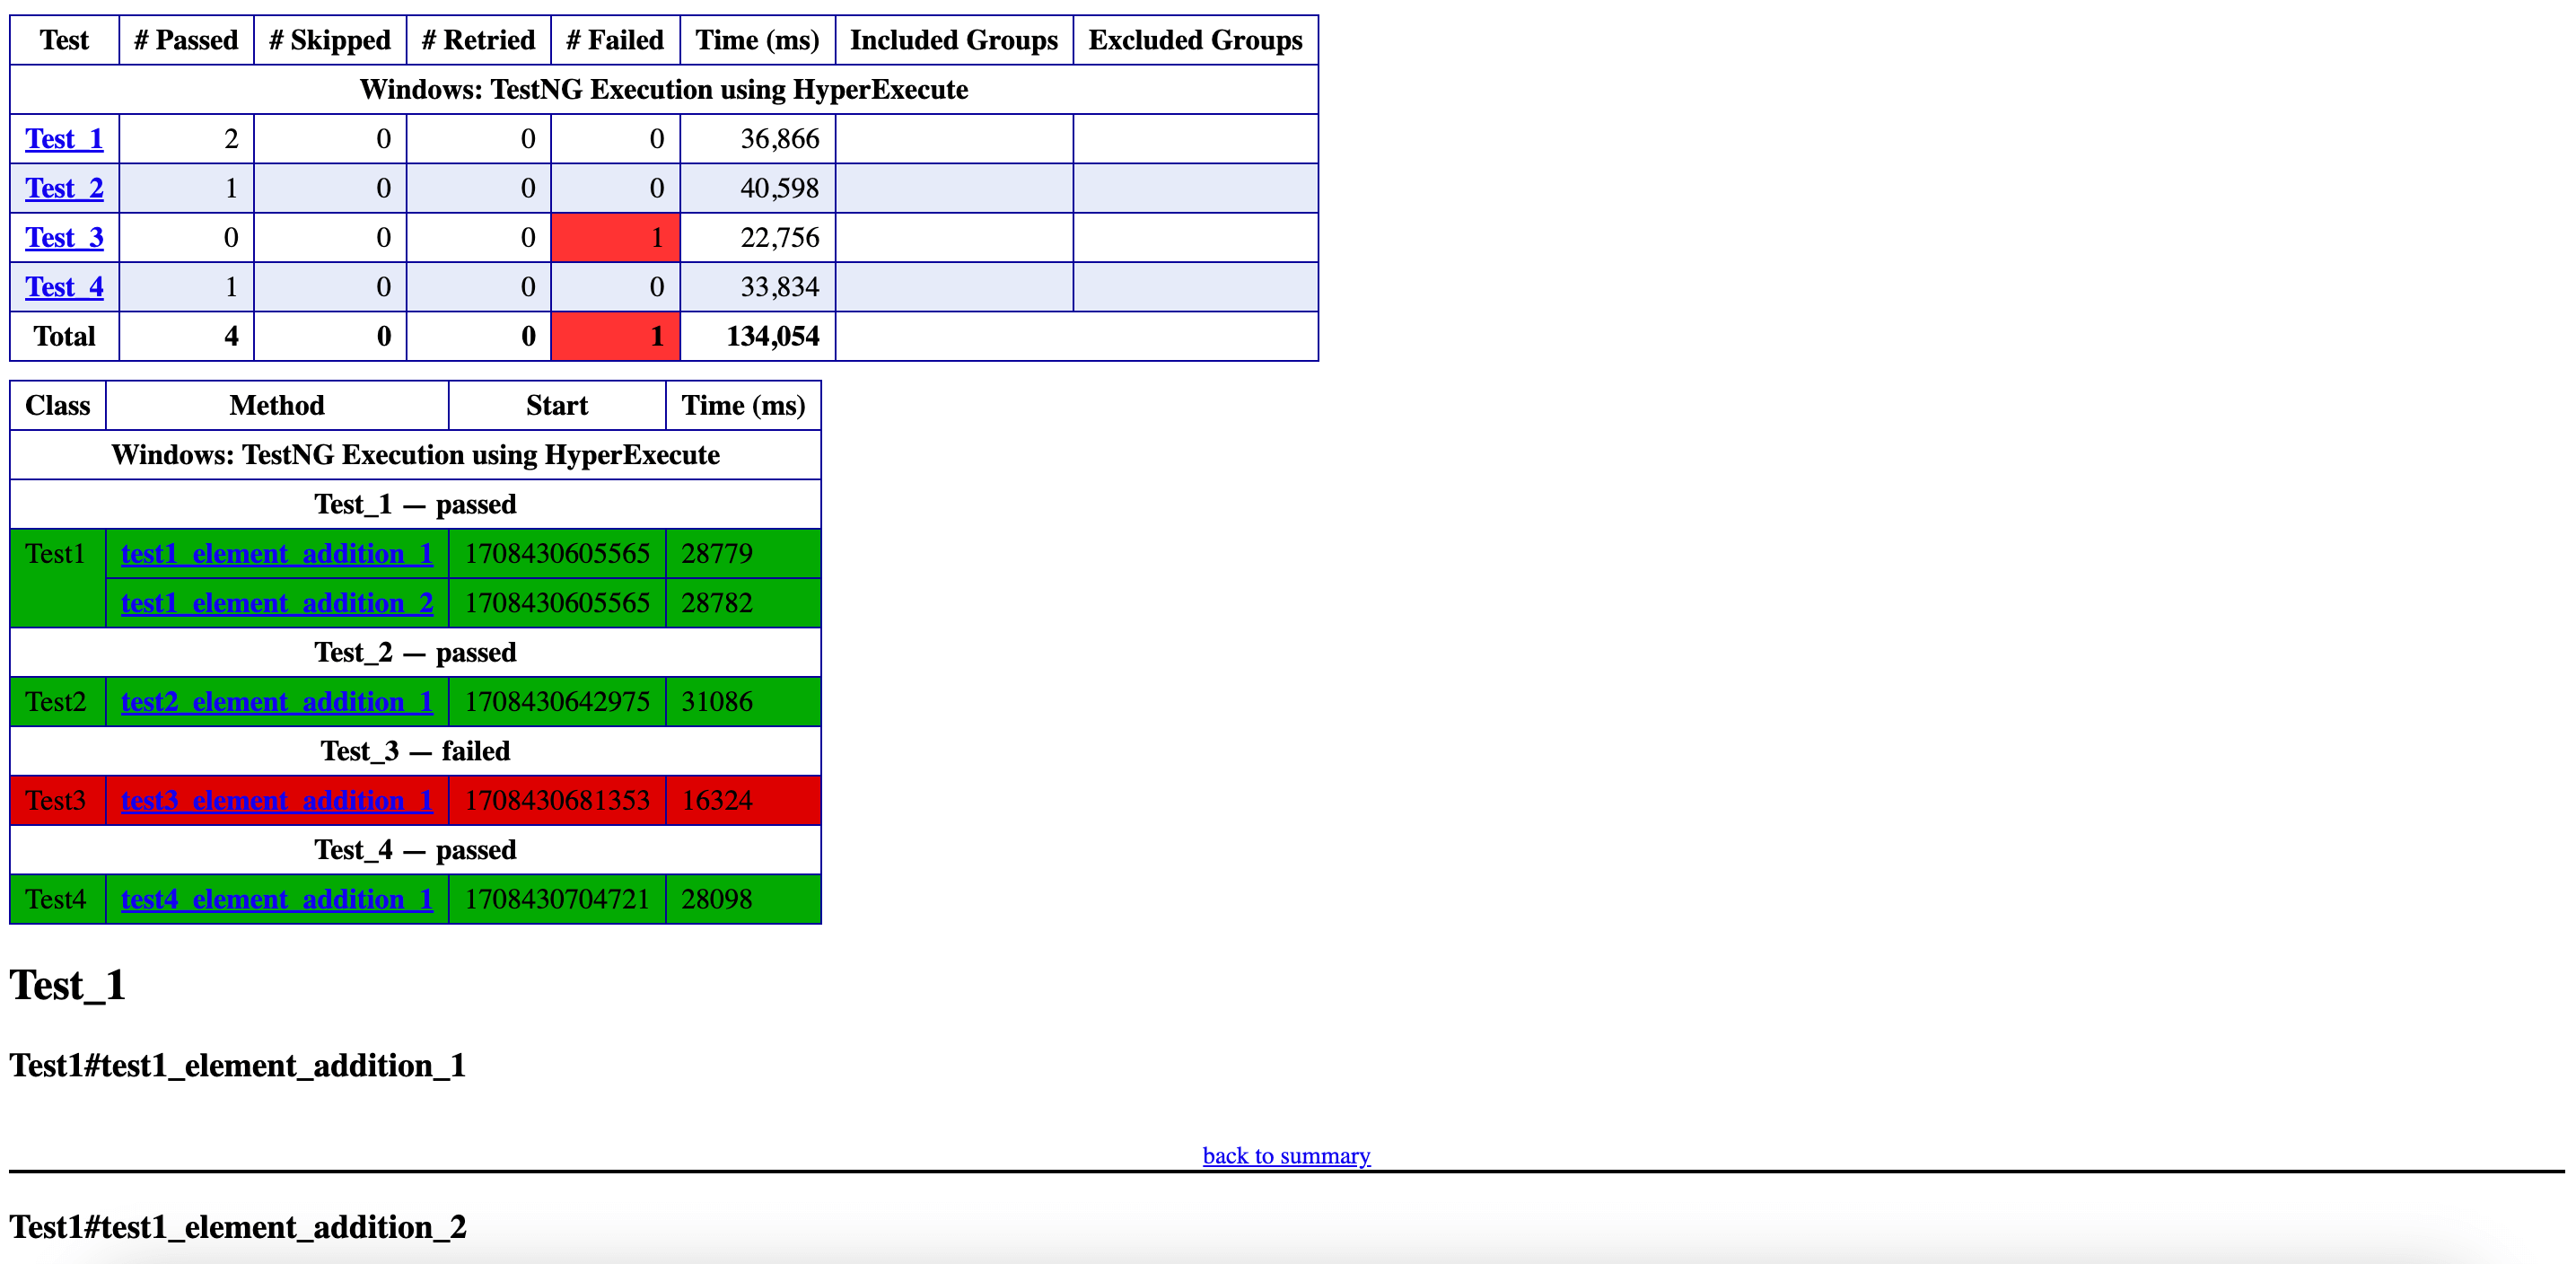 Test # Passed # Skipped # Retried # Failed Time (ms) Included Groups Excluded Groups
Windows: TestNG Execution using HyperExecute
Test_1 2 0 0 0 36,866
Test_2 1 0 0 0 40,598
Test_3 0 0 0 1 22,756
Test_4 1 0 0 0 33,834
Total 4 0 0 1 134,054
Class Method Start Time (ms)
Windows: TestNG Execution using HyperExecute
Test_1 — passed
Test1 test1_element_addition_1 1708430605565 28779
test1_element_addition_2 1708430605565 28782
Test_2 — passed
Test2 test2_element_addition_1 1708430642975 31086
Test_3 — failed
Test3 test3_element_addition_1 1708430681353 16324
Test_4 — passed
Test4 test4_element_addition_1 1708430704721 28098
Test_1
Test1#test1_element_addition_1
back to summary
Test1#test1_element_addition_2